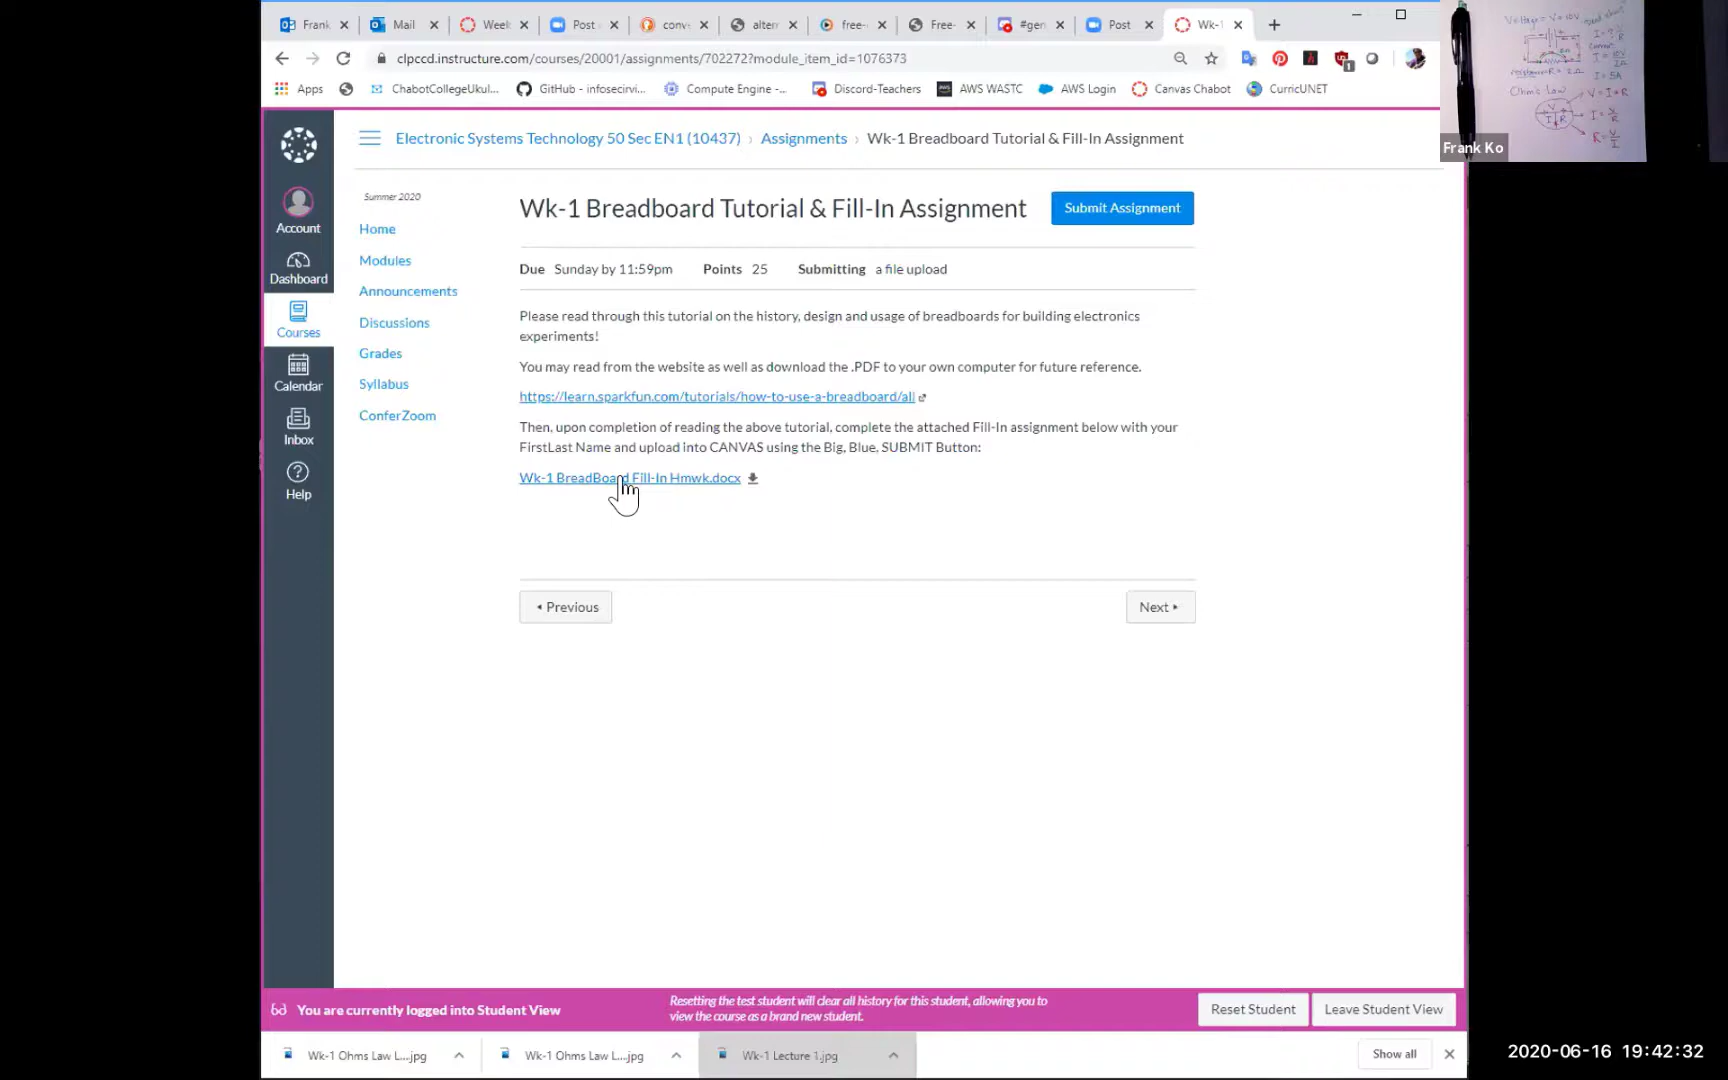 Frank
Mail
Week
Post
conv
altern
free-
Free-
#gen
Post
Wk-1
clpccd.instructure.com/courses/20001/assignments/702272?module_item_id=1076373
Apps
ChabotCollegeUkul...
GitHub - infosecirvi...
Compute Engine -...
Discord-Teachers
AWS WASTC
AWS Login
Canvas Chabot
CurricUNET
Voltage = V = 10V
I = 5A
Ohm's Law
V = I * R
Frank Ko
Electronic Systems Technology 50 Sec EN1 (10437) › Assignments › Wk-1 Breadboard Tutorial & Fill-In Assignment
Account
Dashboard
Courses
Calendar
Inbox
Help
Summer 2020
Home
Modules
Announcements
Discussions
Grades
Syllabus
ConferZoom
Wk-1 Breadboard Tutorial & Fill-In Assignment
Submit Assignment
Due Sunday by 11:59pm Points 25 Submitting a file upload
Please read through this tutorial on the history, design and usage of breadboards for building electronics
experiments!
You may read from the website as well as download the .PDF to your own computer for future reference.
https://learn.sparkfun.com/tutorials/how-to-use-a-breadboard/all
Then, upon completion of reading the above tutorial, complete the attached Fill-In assignment below with your
FirstLast Name and upload into CANVAS using the Big, Blue, SUBMIT Button:
Wk-1 BreadBoard Fill-In Hmwk.docx
Previous
Next
You are currently logged into Student View
Resetting the test student will clear all history for this student, allowing you to
view the course as a brand new student.
Reset Student
Leave Student View
Wk-1 Ohms Law L....jpg
Wk-1 Ohms Law L....jpg
Wk-1 Lecture 1.jpg
Show all
2020-06-16 19:42:32